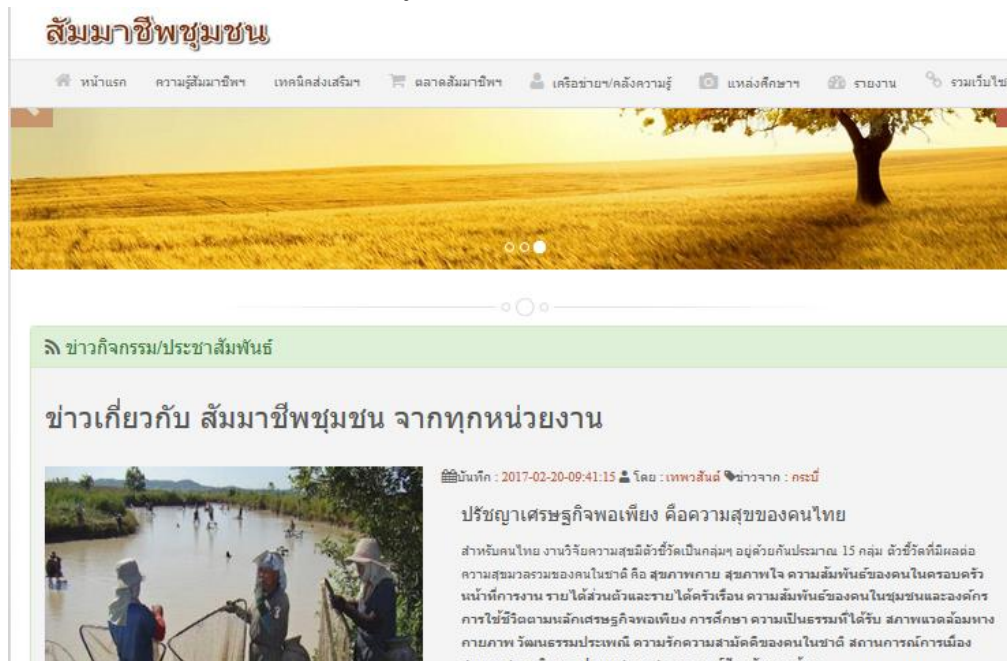 สัมมาชีพชุมชน
หน้าแรก ความรู้สัมมาชีพฯ เทคนิคส่งเสริมฯ ตลาดสัมมาชีพฯ เครือข่ายฯ/คลังความรู้ แหล่งศึกษาฯ รายงาน รวมเว็บไซ
ข่าวกิจกรรม/ประชาสัมพันธ์
ข่าวเกี่ยวกับ สัมมาชีพชุมชน จากทุกหน่วยงาน
บันทึก : 2017-02-20-09:41:15 โดย : เทพวสันต์ ข่าวจาก : กระบี่
ปรัชญาเศรษฐกิจพอเพียง คือความสุขของคนไทย
สำหรับคนไทย งานวิจัยความสุขมีตัวชี้วัดเป็นกลุ่มๆ อยู่ด้วยกันประมาณ 15 กลุ่ม ตัวชี้วัดที่มีผลต่อ
ความสุขมวลรวมของคนในชาติ คือ สุขภาพกาย สุขภาพใจ ความสัมพันธ์ของคนในครอบครัว
หน้าที่การงาน รายได้ส่วนตัวและรายได้ครัวเรือน ความสัมพันธ์ของคนในชุมชนและองค์กร
การใช้ชีวิตตามหลักเศรษฐกิจพอเพียง การศึกษา ความเป็นธรรมที่ได้รับ สภาพแวดล้อมทาง
กายภาพ วัฒนธรรมประเพณี ความรักความสามัคคีของคนในชาติ สถานการณ์การเมือง